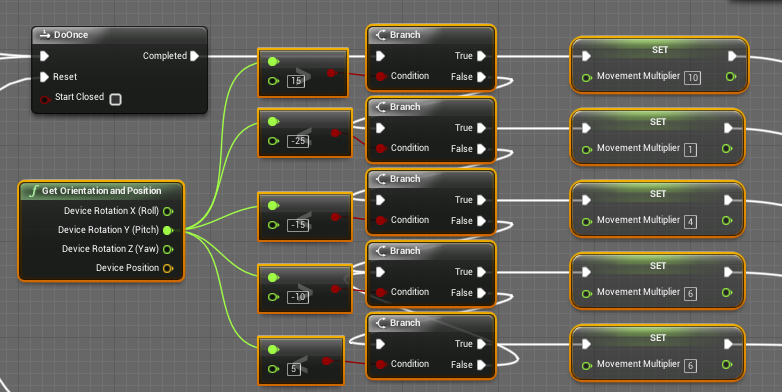 DoOnce
Completed
Reset
Start Closed
>
15
Branch
True
Condition
False
SET
Movement Multiplier 10
<
-25
Branch
True
Condition
False
SET
Movement Multiplier 1
Get Orientation and Position
Device Rotation X (Roll)
Device Rotation Y (Pitch)
Device Rotation Z (Yaw)
Device Position
<
-15
Branch
True
Condition
False
SET
Movement Multiplier 4
<
-10
Branch
True
Condition
False
SET
Movement Multiplier 6
<
5
Branch
True
Condition
False
SET
Movement Multiplier 6